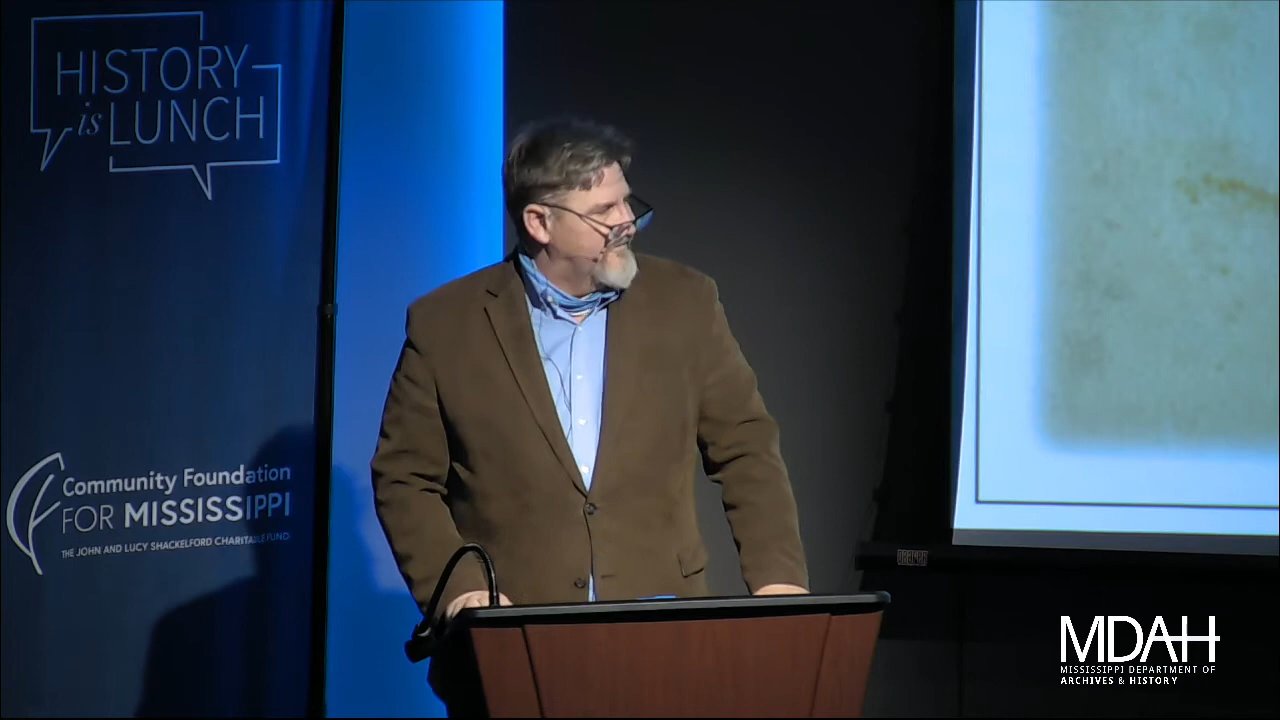 HISTORY
is LUNCH
Community Foundation
FOR MISSISSIPPI
THE JOHN AND LUCY SHACKELFORD CHARITABLE FUND
DRAPER
MDAH
MISSISSIPPI DEPARTMENT OF
ARCHIVES & HISTORY